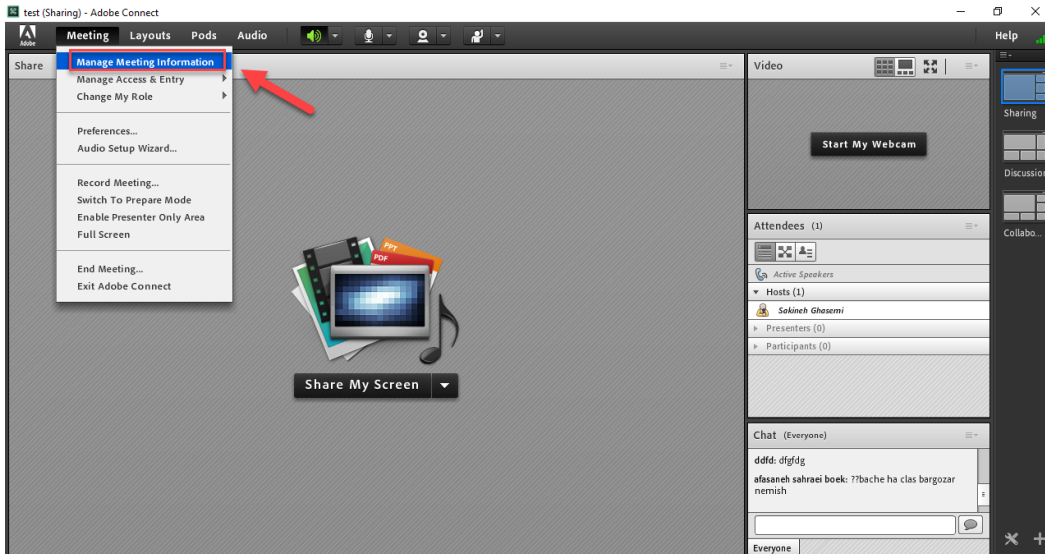 test (Sharing) - Adobe Connect
Adobe
Meeting Layouts Pods Audio Help
Share
Manage Meeting Information
Manage Access & Entry
Change My Role
Preferences...
Audio Setup Wizard...
Record Meeting...
Switch To Prepare Mode
Enable Presenter Only Area
Full Screen
End Meeting...
Exit Adobe Connect
PPT
PDF
Share My Screen
Video
Start My Webcam
Attendees (1)
Active Speakers
Hosts (1)
Sakineh Ghasemi
Presenters (0)
Participants (0)
Chat (Everyone)
ddfd: dfgfdg
afasaneh sahraei boek: ??bache ha clas bargozar
nemish
Everyone
Sharing
Discussion
Collabo...